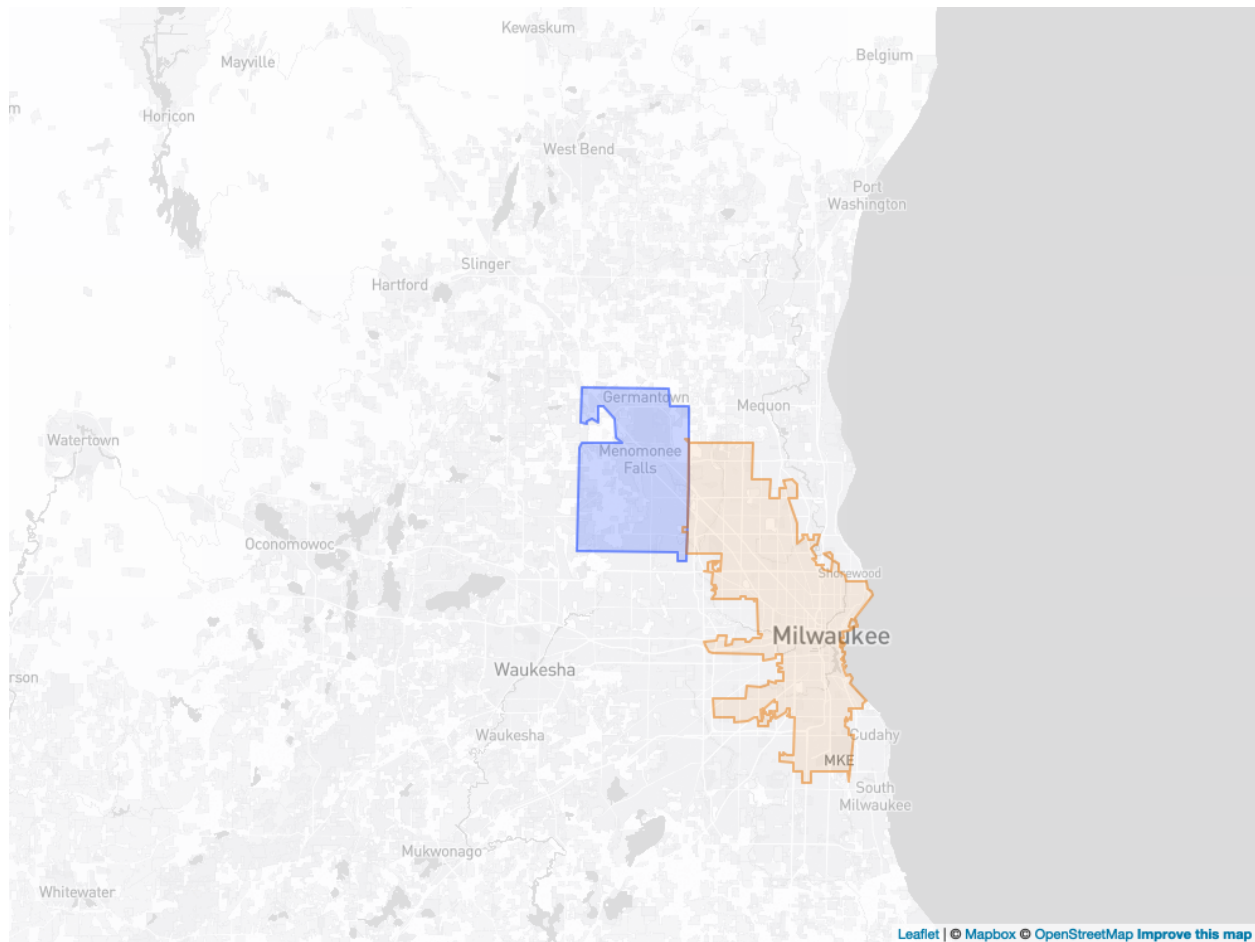 Kewaskum
Belgium
Mayville
m
Horicon
West Bend
Port
Washington
Slinger
Hartford
Germantown
Mequon
Watertown
Menomonee
Falls
Oconomowoc
Shorewood
Milwaukee
Waukesha
rson
Waukesha
Cudahy
MKE
South
Milwaukee
Mukwonago
Whitewater
Leaflet | © Mapbox © OpenStreetMap Improve this map